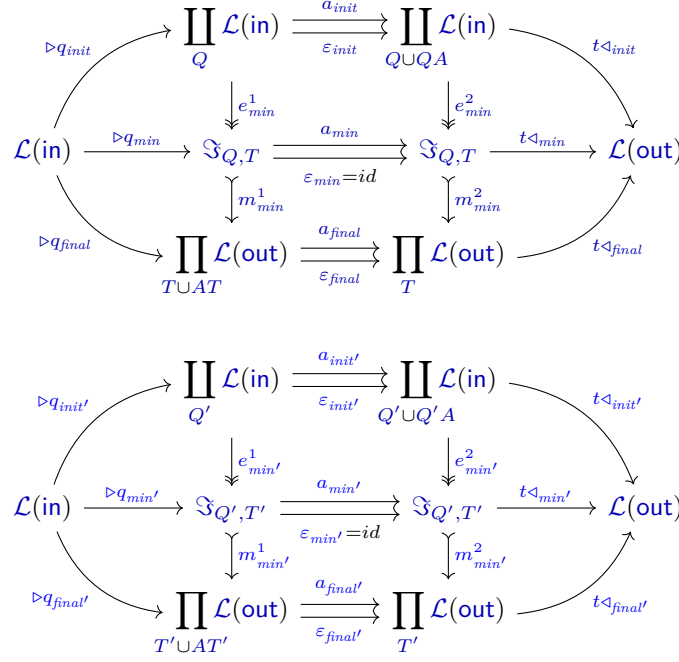 a_init
∐_Q 𝓛(in) ∐_{Q∪QA} 𝓛(in)
ε_init
▹q_init t◃_init
e^1_min e^2_min
▹q_min a_min t◃_min
𝓛(in) ℑ_{Q,T} ℑ_{Q,T} 𝓛(out)
ε_min=id
m^1_min m^2_min
▹q_final a_final t◃_final
∏_{T∪AT} 𝓛(out) ∏_T 𝓛(out)
ε_final
a_init′
∐_{Q′} 𝓛(in) ∐_{Q′∪Q′A} 𝓛(in)
ε_init′
▹q_init′ t◃_init′
e^1_min′ e^2_min′
▹q_min′ a_min′ t◃_min′
𝓛(in) ℑ_{Q′,T′} ℑ_{Q′,T′} 𝓛(out)
ε_min′=id
m^1_min′ m^2_min′
▹q_final′ a_final′ t◃_final′
∏_{T′∪AT′} 𝓛(out) ∏_{T′} 𝓛(out)
ε_final′